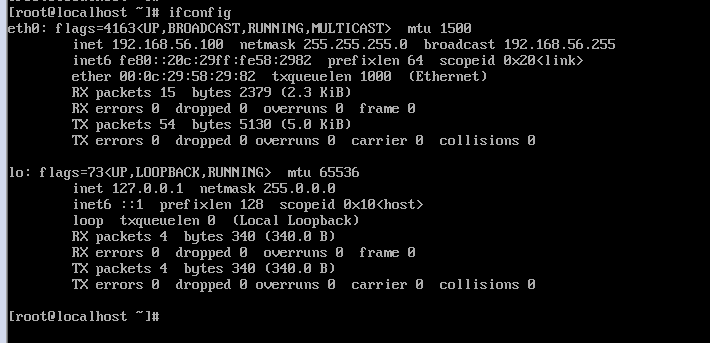 [root@localhost ~]# ifconfig
eth0: flags=4163<UP,BROADCAST,RUNNING,MULTICAST>  mtu 1500
        inet 192.168.56.100  netmask 255.255.255.0  broadcast 192.168.56.255
        inet6 fe80::20c:29ff:fe58:2982  prefixlen 64  scopeid 0x20<link>
        ether 00:0c:29:58:29:82  txqueuelen 1000  (Ethernet)
        RX packets 15  bytes 2379 (2.3 KiB)
        RX errors 0  dropped 0  overruns 0  frame 0
        TX packets 54  bytes 5130 (5.0 KiB)
        TX errors 0  dropped 0 overruns 0  carrier 0  collisions 0

lo: flags=73<UP,LOOPBACK,RUNNING>  mtu 65536
        inet 127.0.0.1  netmask 255.0.0.0
        inet6 ::1  prefixlen 128  scopeid 0x10<host>
        loop  txqueuelen 0  (Local Loopback)
        RX packets 4  bytes 340 (340.0 B)
        RX errors 0  dropped 0  overruns 0  frame 0
        TX packets 4  bytes 340 (340.0 B)
        TX errors 0  dropped 0 overruns 0  carrier 0  collisions 0

[root@localhost ~]#